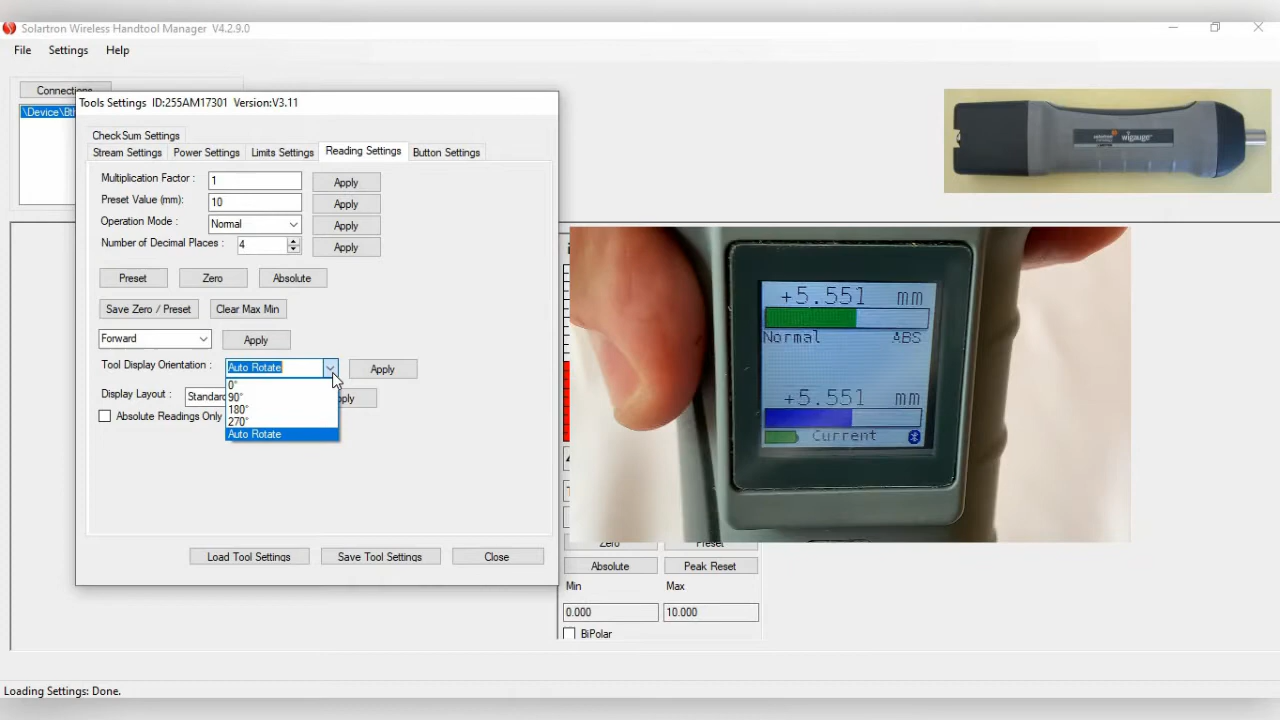 Solartron Wireless Handtool Manager V4.2.9.0
File Settings Help
Connections
\Device\Bth
Tools Settings ID:255AM17301 Version:V3.11
CheckSum Settings
Stream Settings Power Settings Limits Settings Reading Settings Button Settings
Multiplication Factor : 1 Apply
Preset Value (mm): 10 Apply
Operation Mode : Normal Apply
Number of Decimal Places : 4 Apply
Preset Zero Absolute
Save Zero / Preset Clear Max Min
Forward Apply
Tool Display Orientation : Auto Rotate Apply
0°
90°
180°
270°
Auto Rotate
Display Layout : Standard
Absolute Readings Only
Load Tool Settings Save Tool Settings Close
solartron wigauge
+5.551 mm
Normal ABS
+5.551 mm
Current
Zero Preset
Absolute Peak Reset
Min Max
0.000 10.000
BiPolar
Loading Settings: Done.